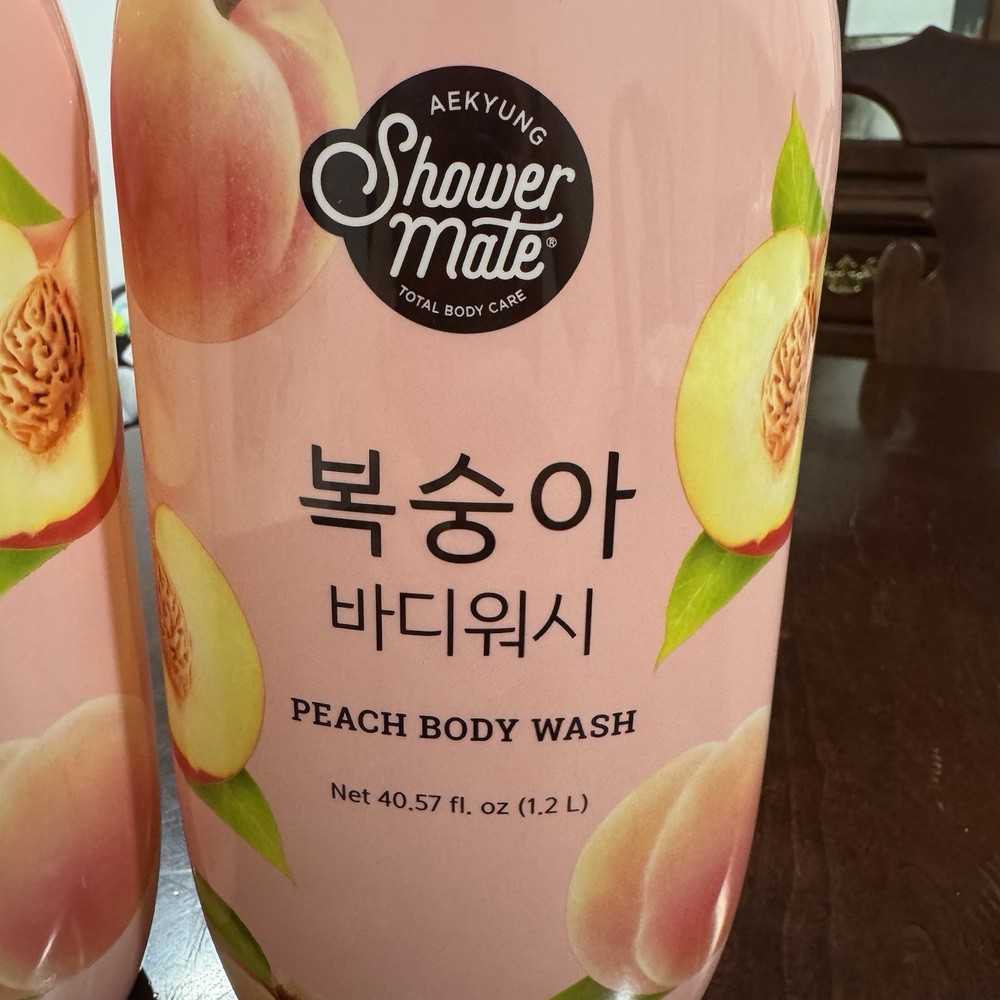 AEKYUNG
Shower
Mate®
TOTAL BODY CARE
복숭아
바디워시
PEACH BODY WASH
Net 40.57 fl. oz (1.2 L)